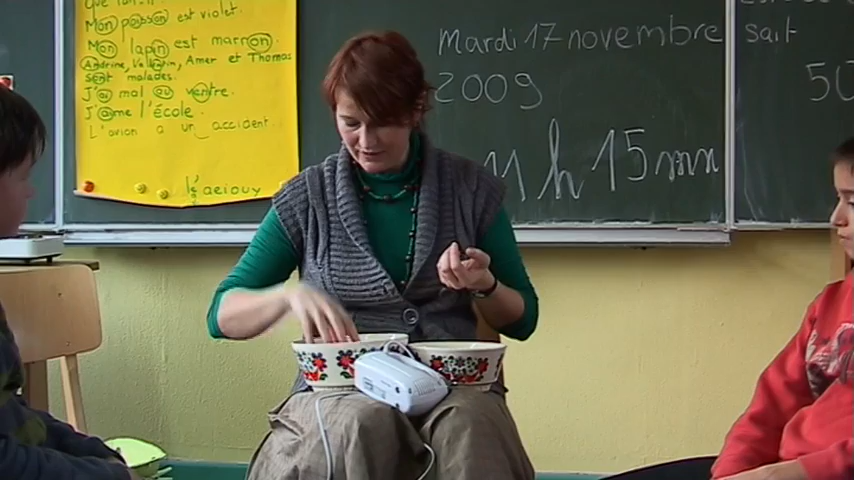 Mon poisson est violet.
Mon lapin est marron.
Andrine, Valentin, Amer et Thomas
sont malades.
J'ai mal au ventre.
J'aime l'école.
L'avion un accident.
l'é aeiouy
Mardi 17 novembre
2009
11 h 15 mn
sait